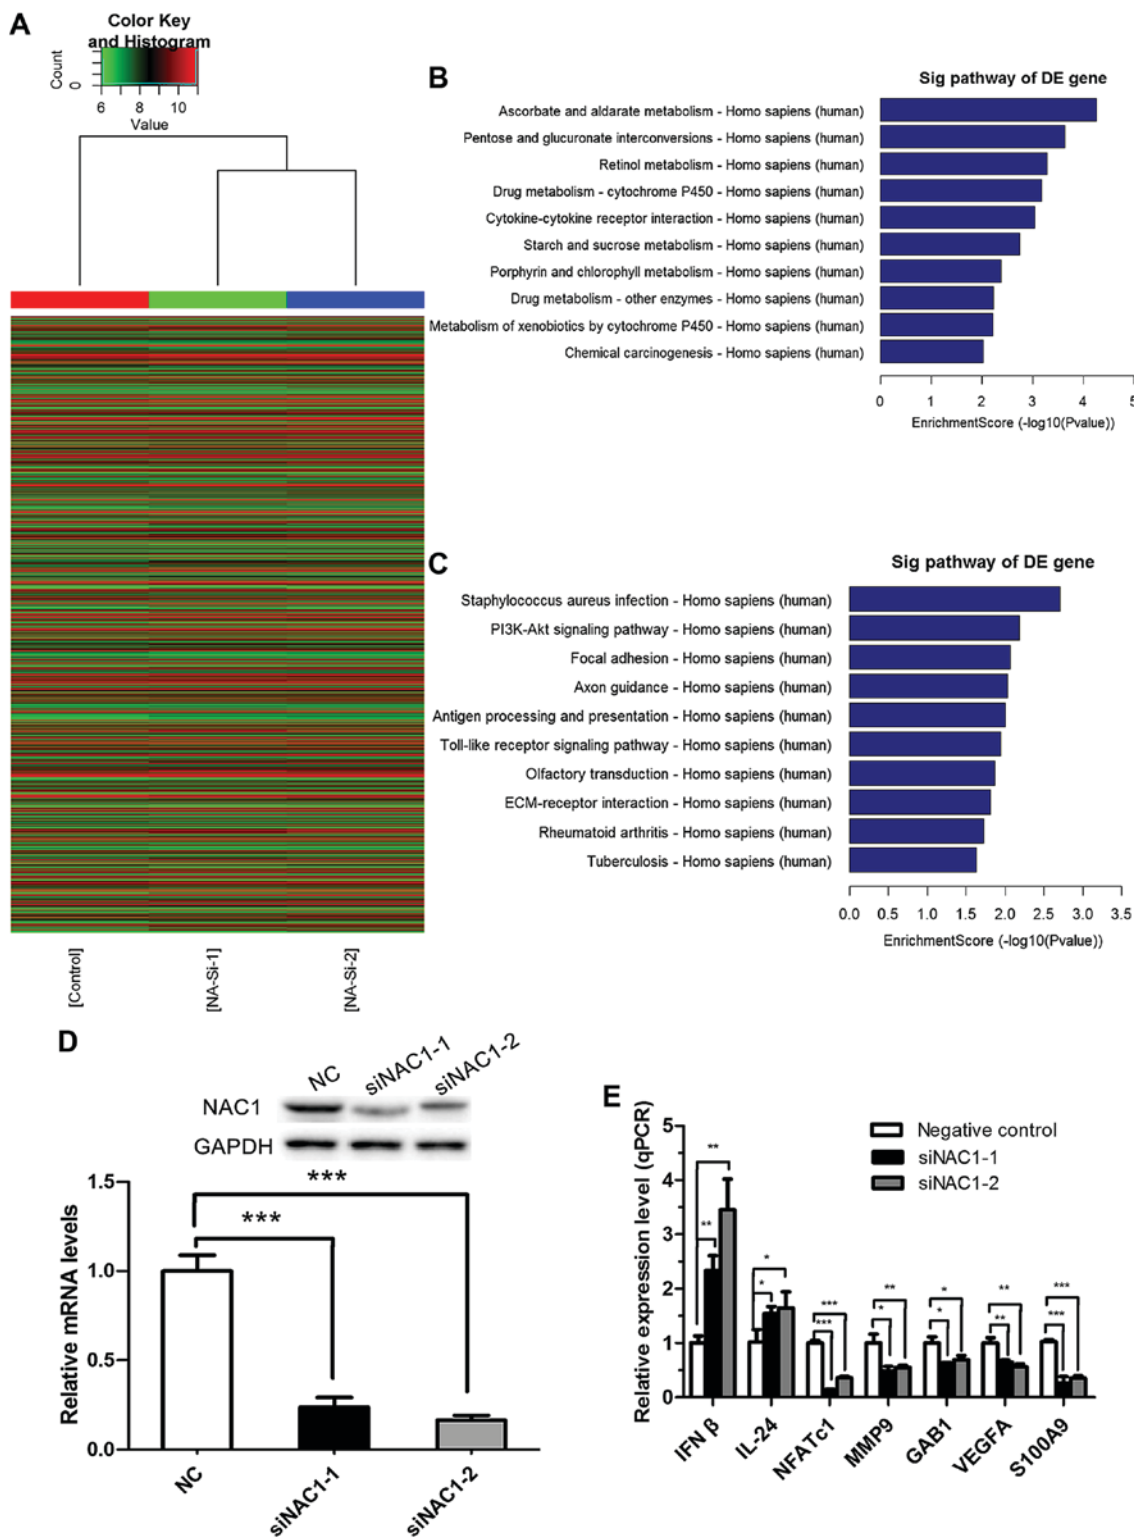 A
Color Key
and Histogram
Count
0
6 8 10
Value
[Control]
[NA-Si-1]
[NA-Si-2]
B
Sig pathway of DE gene
Ascorbate and aldarate metabolism - Homo sapiens (human)
Pentose and glucuronate interconversions - Homo sapiens (human)
Retinol metabolism - Homo sapiens (human)
Drug metabolism - cytochrome P450 - Homo sapiens (human)
Cytokine-cytokine receptor interaction - Homo sapiens (human)
Starch and sucrose metabolism - Homo sapiens (human)
Porphyrin and chlorophyll metabolism - Homo sapiens (human)
Drug metabolism - other enzymes - Homo sapiens (human)
Metabolism of xenobiotics by cytochrome P450 - Homo sapiens (human)
Chemical carcinogenesis - Homo sapiens (human)
0 1 2 3 4 5
EnrichmentScore (-log10(Pvalue))
C
Sig pathway of DE gene
Staphylococcus aureus infection - Homo sapiens (human)
PI3K-Akt signaling pathway - Homo sapiens (human)
Focal adhesion - Homo sapiens (human)
Axon guidance - Homo sapiens (human)
Antigen processing and presentation - Homo sapiens (human)
Toll-like receptor signaling pathway - Homo sapiens (human)
Olfactory transduction - Homo sapiens (human)
ECM-receptor interaction - Homo sapiens (human)
Rheumatoid arthritis - Homo sapiens (human)
Tuberculosis - Homo sapiens (human)
0.0 0.5 1.0 1.5 2.0 2.5 3.0 3.5
EnrichmentScore (-log10(Pvalue))
D
NC siNAC1-1 siNAC1-2
NAC1
GAPDH
***
***
Relative mRNA levels
1.5
1.0
0.5
0.0
NC siNAC1-1 siNAC1-2
E
Relative expression level (qPCR)
5
4
3
2
1
0
Negative control
siNAC1-1
siNAC1-2
** ** * * *** *** ** * * * ** ** *** ***
IFN β IL-24 NFATc1 MMP9 GAB1 VEGFA S100A9